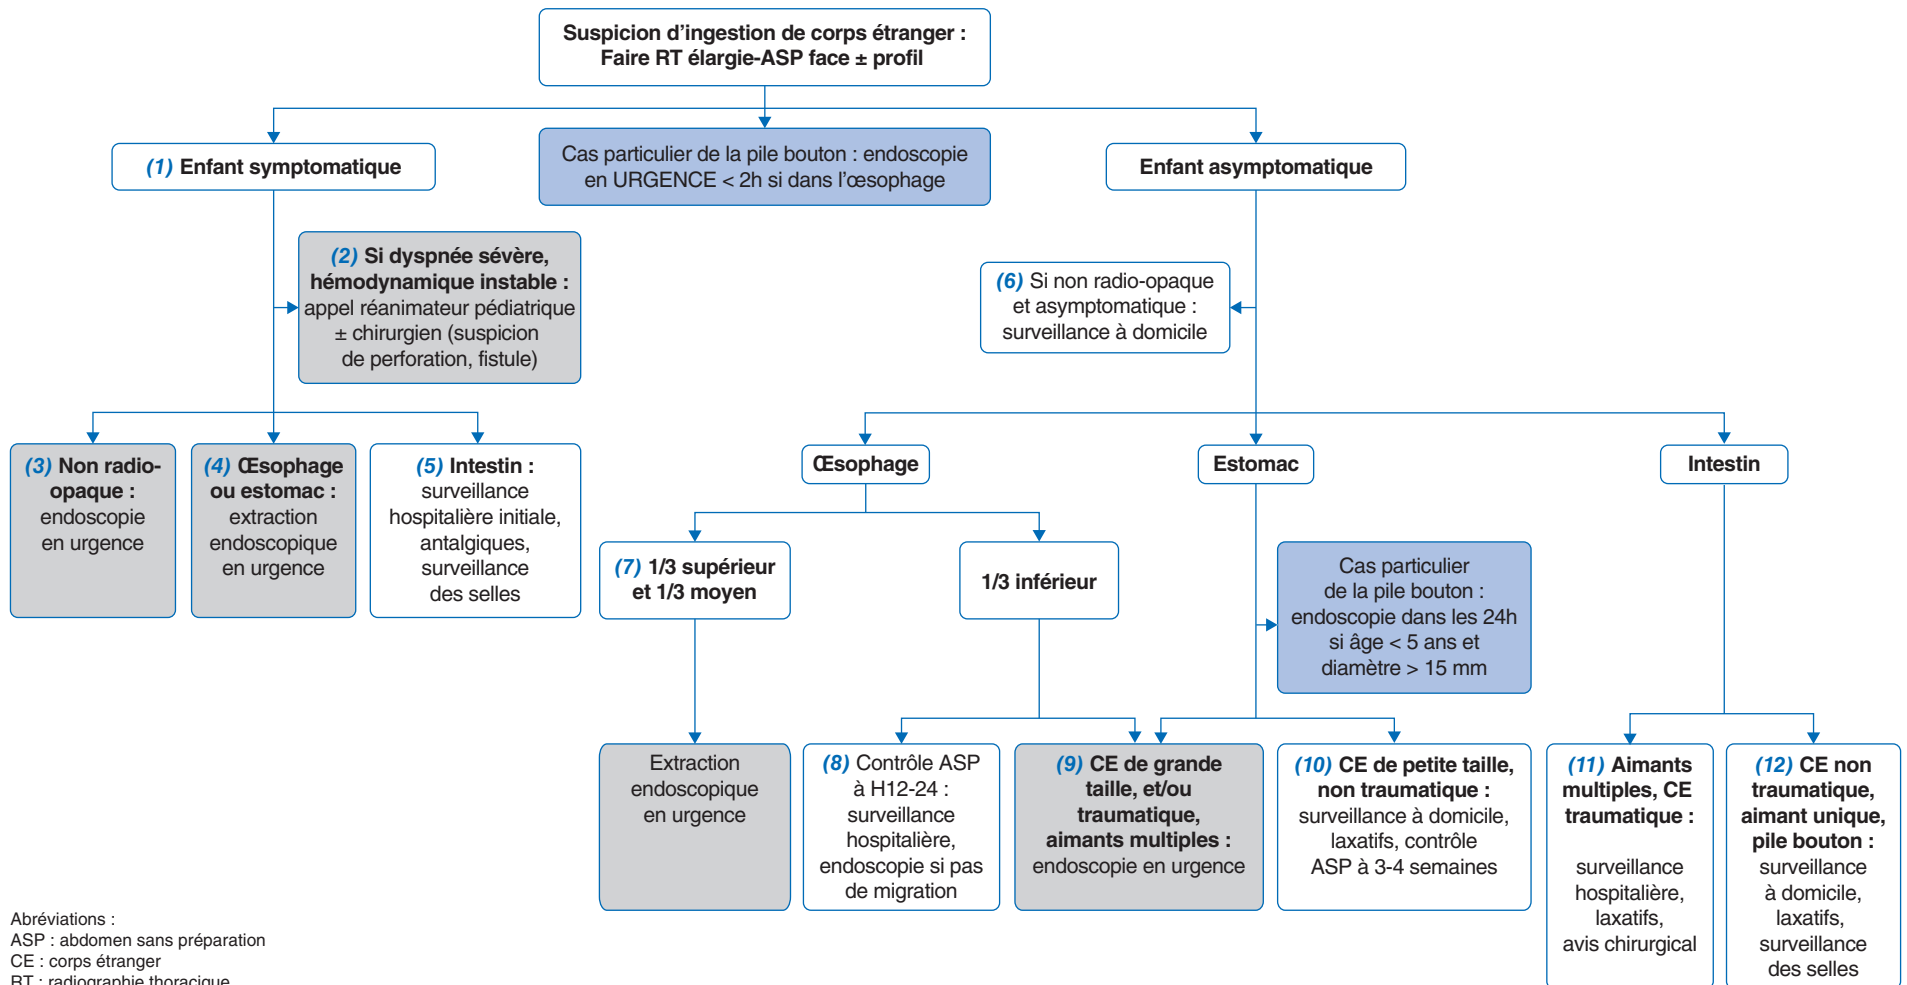 Suspicion d'ingestion de corps étranger :
Faire RT élargie-ASP face ± profil
(1) Enfant symptomatique
Cas particulier de la pile bouton : endoscopie
en URGENCE < 2h si dans l'œsophage
Enfant asymptomatique
(2) Si dyspnée sévère,
hémodynamique instable :
appel réanimateur pédiatrique
± chirurgien (suspicion
de perforation, fistule)
(6) Si non radio-opaque
et asymptomatique :
surveillance à domicile
(3) Non radio-
opaque :
endoscopie
en urgence
(4) Œsophage
ou estomac :
extraction
endoscopique
en urgence
(5) Intestin :
surveillance
hospitalière initiale,
antalgiques,
surveillance
des selles
Œsophage
Estomac
Intestin
(7) 1/3 supérieur
et 1/3 moyen
1/3 inférieur
Cas particulier
de la pile bouton :
endoscopie dans les 24h
si âge < 5 ans et
diamètre > 15 mm
Extraction
endoscopique
en urgence
(8) Contrôle ASP
à H12-24 :
surveillance
hospitalière,
endoscopie si pas
de migration
(9) CE de grande
taille, et/ou
traumatique,
aimants multiples :
endoscopie en urgence
(10) CE de petite taille,
non traumatique :
surveillance à domicile,
laxatifs, contrôle
ASP à 3-4 semaines
(11) Aimants
multiples, CE
traumatique :
surveillance
hospitalière,
laxatifs,
avis chirurgical
(12) CE non
traumatique,
aimant unique,
pile bouton :
surveillance
à domicile,
laxatifs,
surveillance
des selles
Abréviations :
ASP : abdomen sans préparation
CE : corps étranger
RT : radiographie thoracique